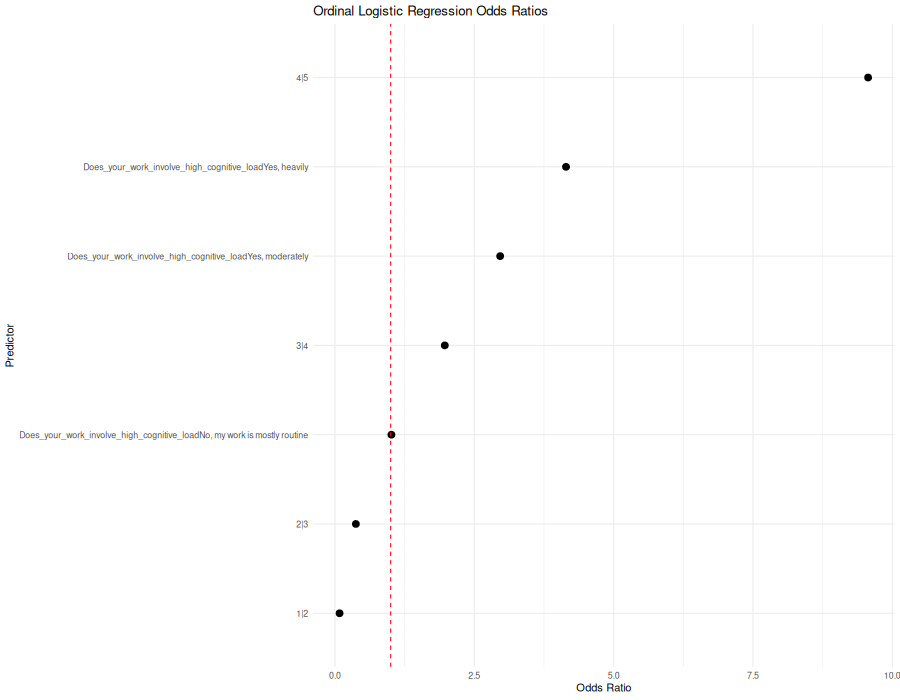 Ordinal Logistic Regression Odds Ratios
Predictor
4|5
Does_your_work_involve_high_cognitive_loadYes, heavily
Does_your_work_involve_high_cognitive_loadYes, moderately
3|4
Does_your_work_involve_high_cognitive_loadNo, my work is mostly routine
2|3
1|2
0.0 2.5 5.0 7.5 10.0
Odds Ratio